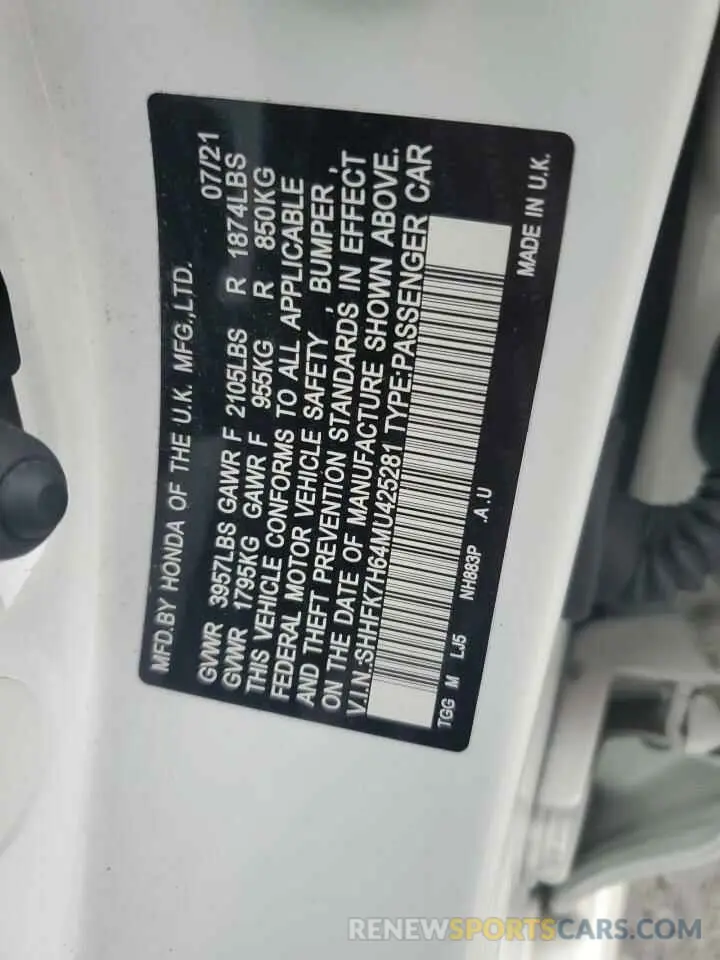 MFD.BY HONDA OF THE U.K. MFG.,LTD. 07/21
GVWR 3957LBS GAWR F 2105LBS R 1874LBS
GVWR 1795KG GAWR F 955KG R 850KG
THIS VEHICLE CONFORMS TO ALL APPLICABLE
FEDERAL MOTOR VEHICLE SAFETY , BUMPER ,
AND THEFT PREVENTION STANDARDS IN EFFECT
ON THE DATE OF MANUFACTURE SHOWN ABOVE.
V.I.N.:SHHFK7H64MU425281 TYPE:PASSENGER CAR
TGG M LJ5 NH883P .A.U MADE IN U.K.
RENEWSPORTSCARS.COM